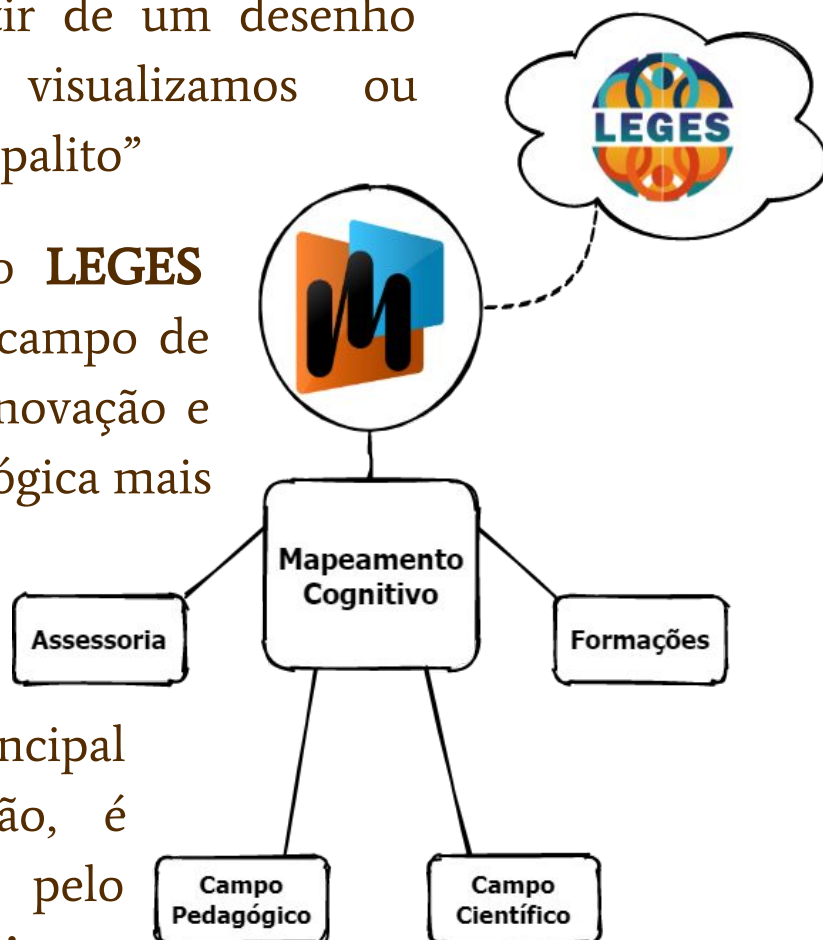 tir de um desenho
visualizamos ou
palito”
LEGES
o LEGES
campo de
novação e
ógica mais
Mapeamento
Cognitivo
Assessoria
Formações
ncipal
ão, é
pelo
Campo
Pedagógico
Campo
Científico